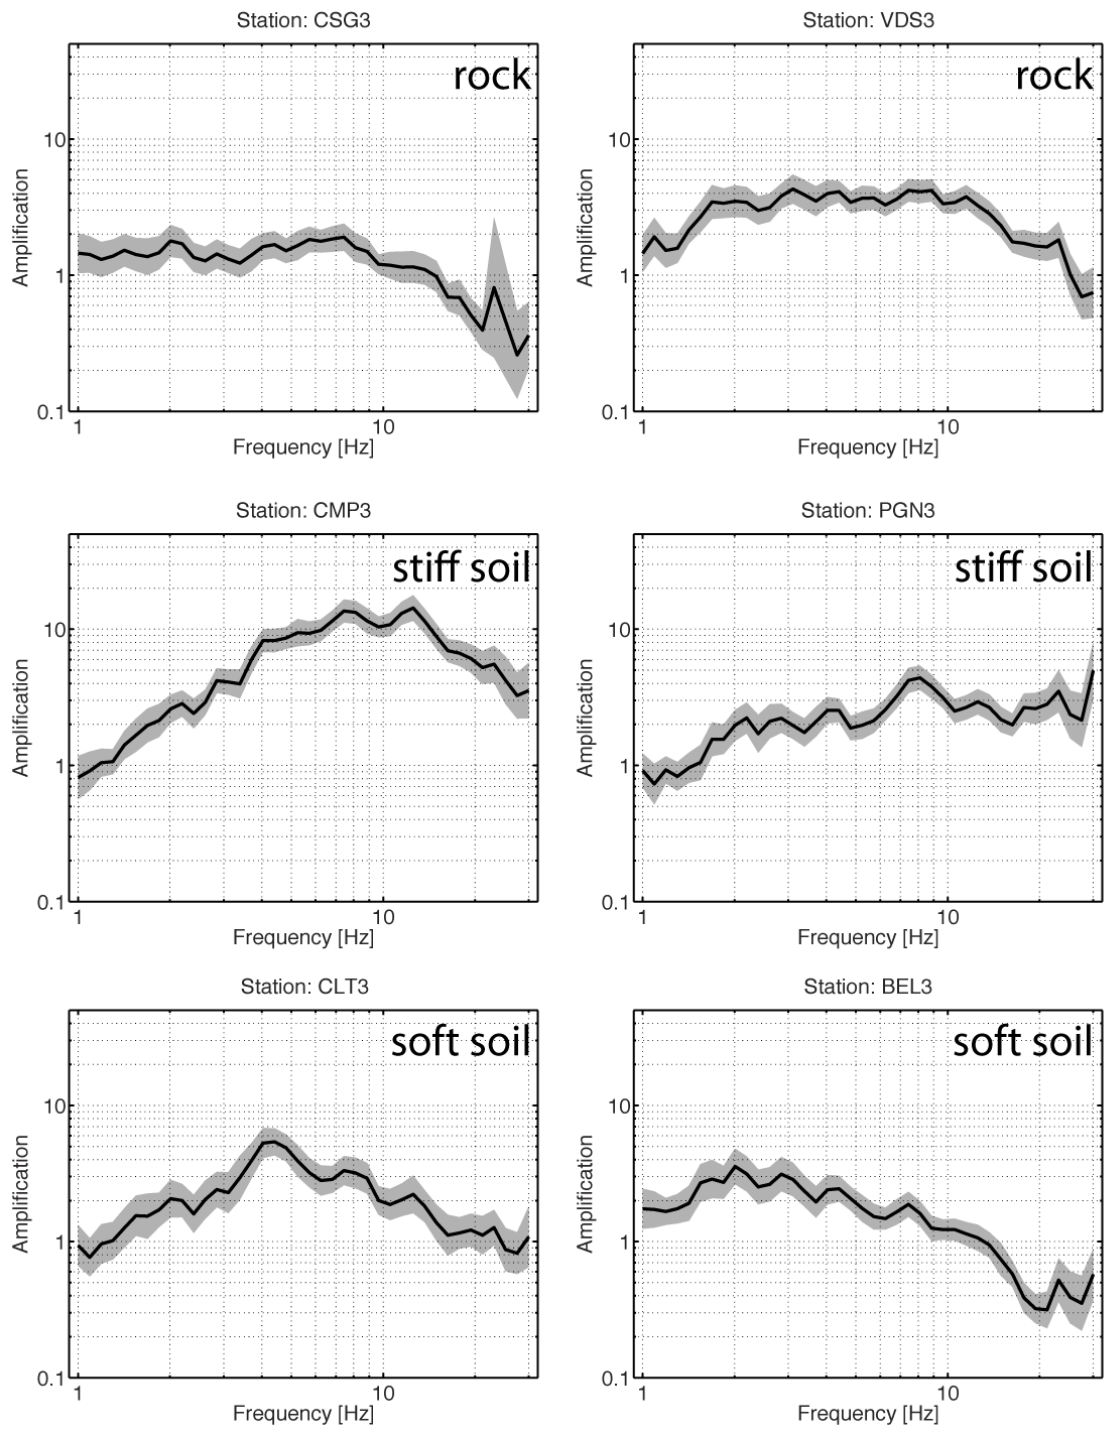 Station: CSG3
rock
10
1
0.1
Amplification
1
10
Frequency [Hz]
Station: VDS3
rock
10
1
0.1
Amplification
1
10
Frequency [Hz]
Station: CMP3
stiff soil
10
1
0.1
Amplification
1
10
Frequency [Hz]
Station: PGN3
stiff soil
10
1
0.1
Amplification
1
10
Frequency [Hz]
Station: CLT3
soft soil
10
1
0.1
Amplification
1
10
Frequency [Hz]
Station: BEL3
soft soil
10
1
0.1
Amplification
1
10
Frequency [Hz]